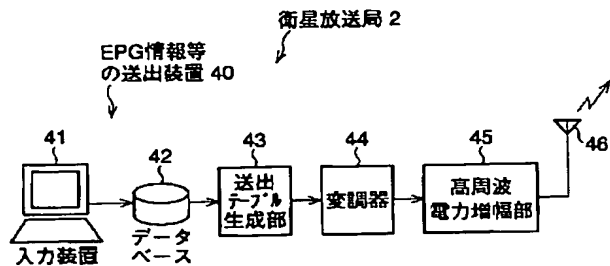 衛星放送局 2
EPG情報等
の送出装置 40
41
42
43
44
45
46
入力装置
データ
ベース
送出
テーブル
生成部
変調器
高周波
電力増幅部